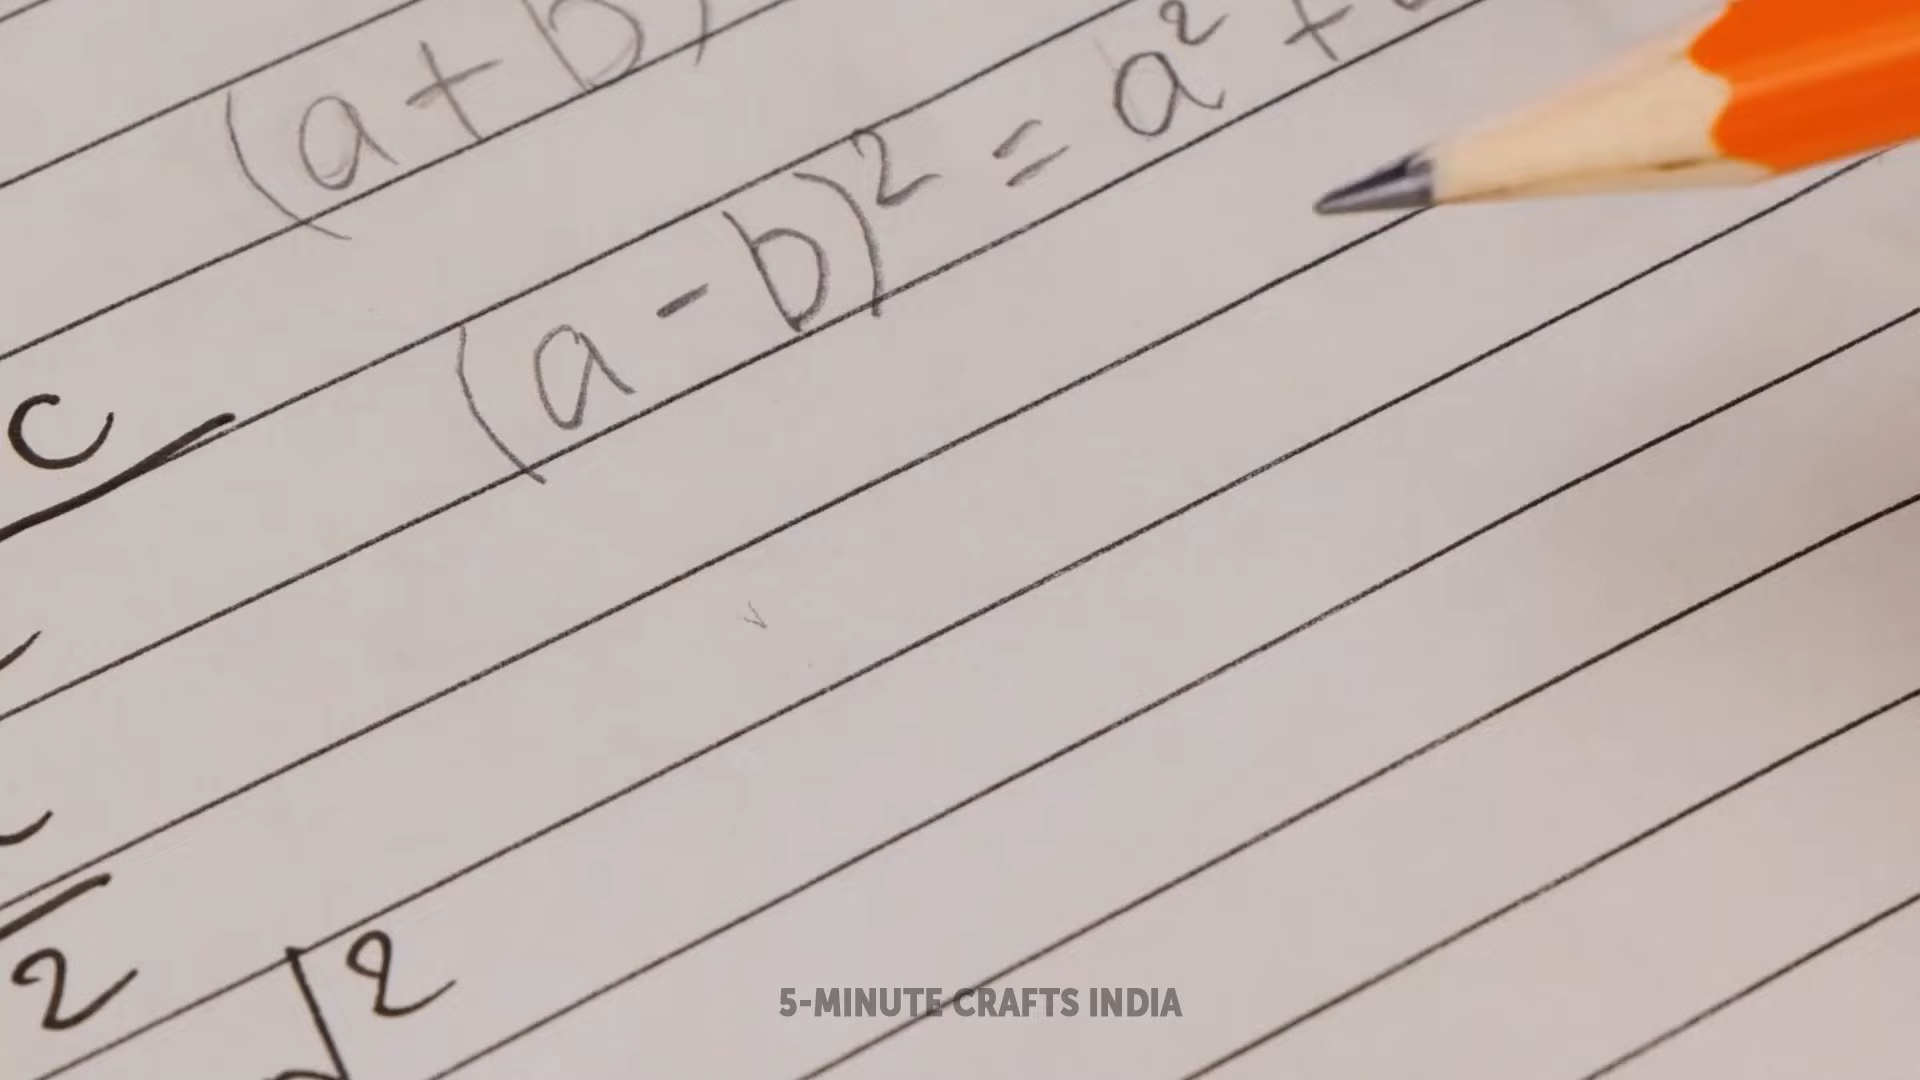 (a+b)
(a-b)² = a² +
c
2
2
5-MINUTE CRAFTS INDIA